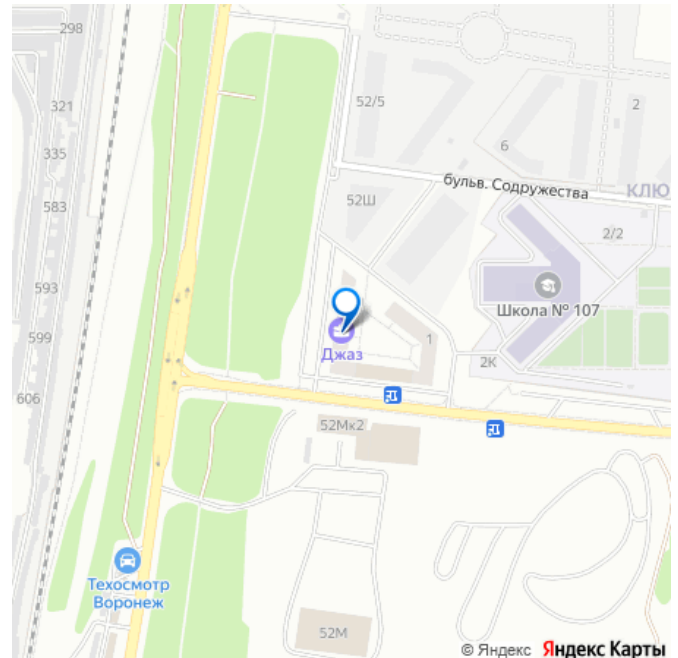 298
321
335
583
593
599
606
52/5
2
6
бульв. Содружества
КЛЮ
52Ш
2/2
Школа № 107
Джаз
1
2К
52Мк2
Техосмотр
Воронеж
52М
© Яндекс Яндекс Карты